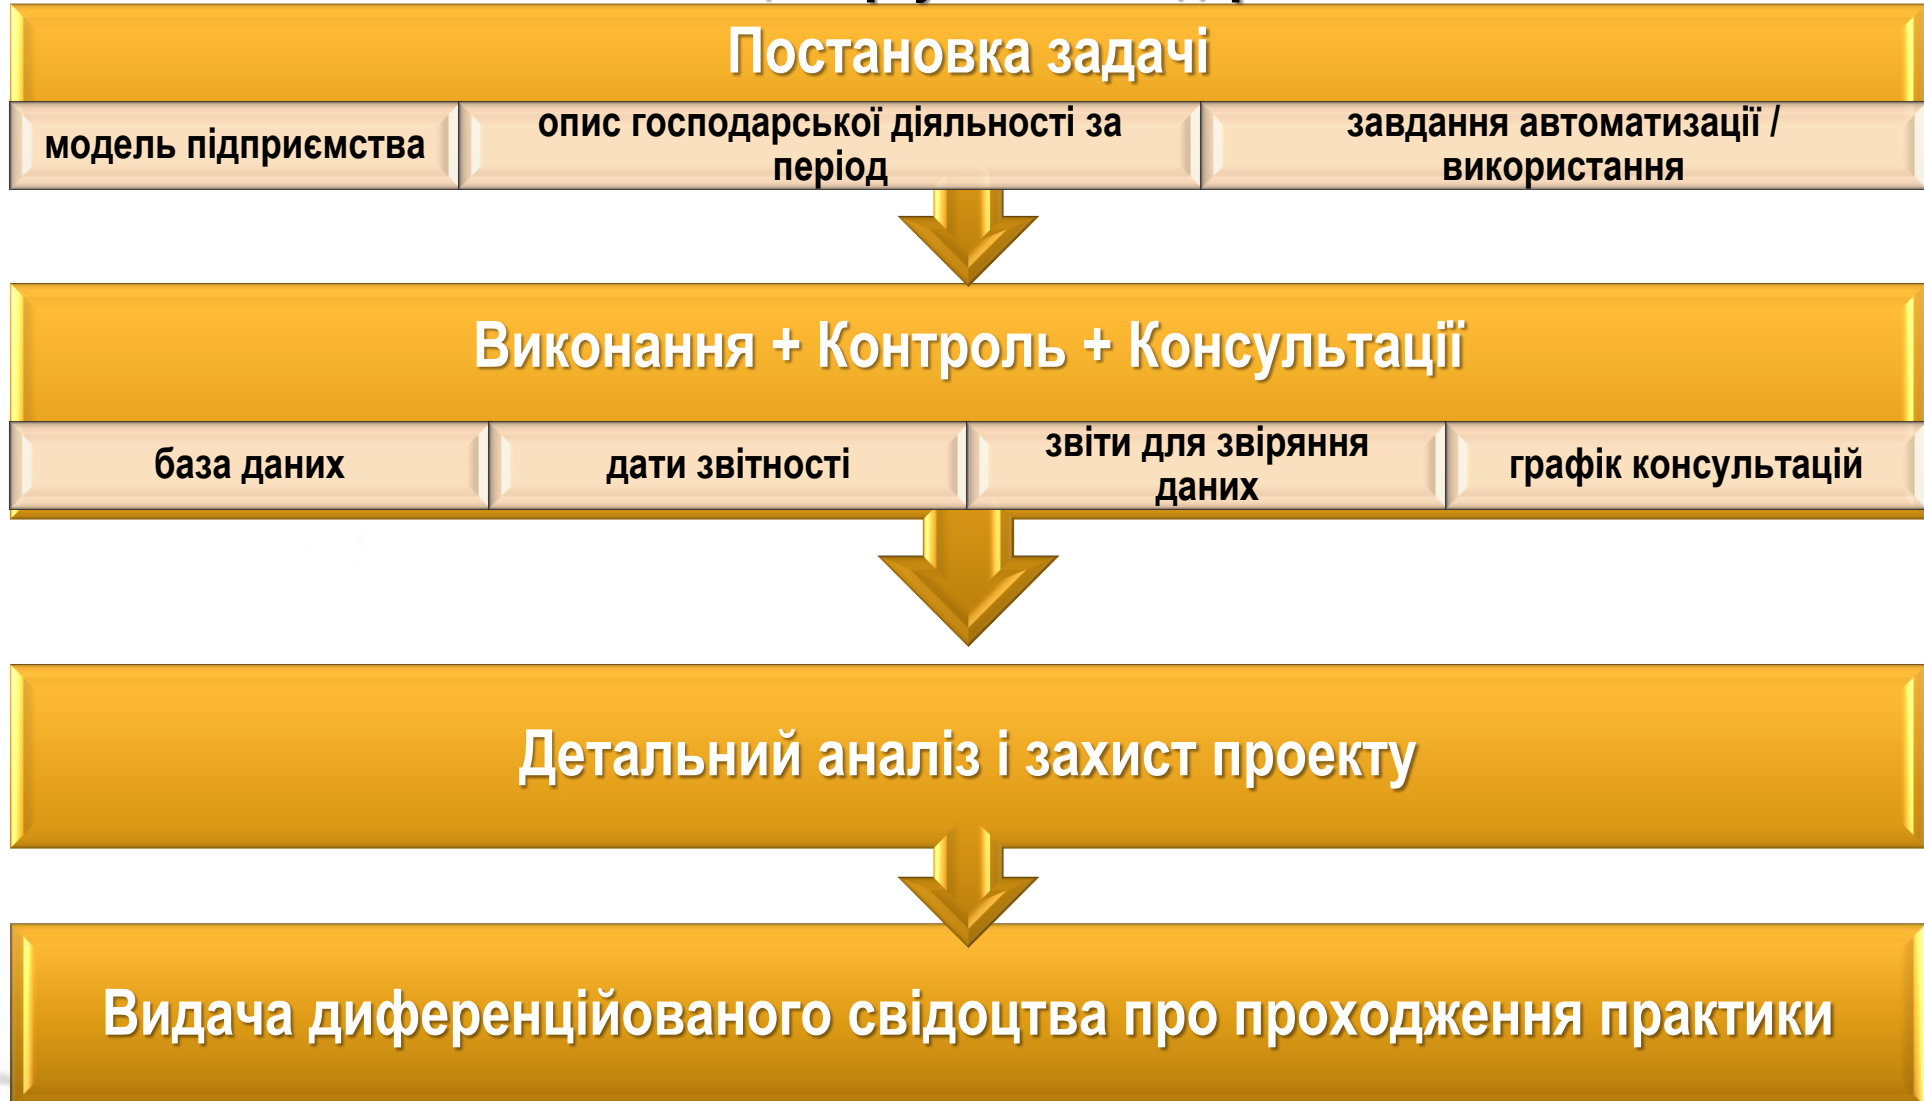 Постановка задачі
модель підприємства
опис господарської діяльності за
період
завдання автоматизації /
використання
Виконання + Контроль + Консультації
база даних
дати звітності
звіти для звіряння
даних
графік консультацій
Детальний аналіз і захист проекту
Видача диференційованого свідоцтва про проходження практики